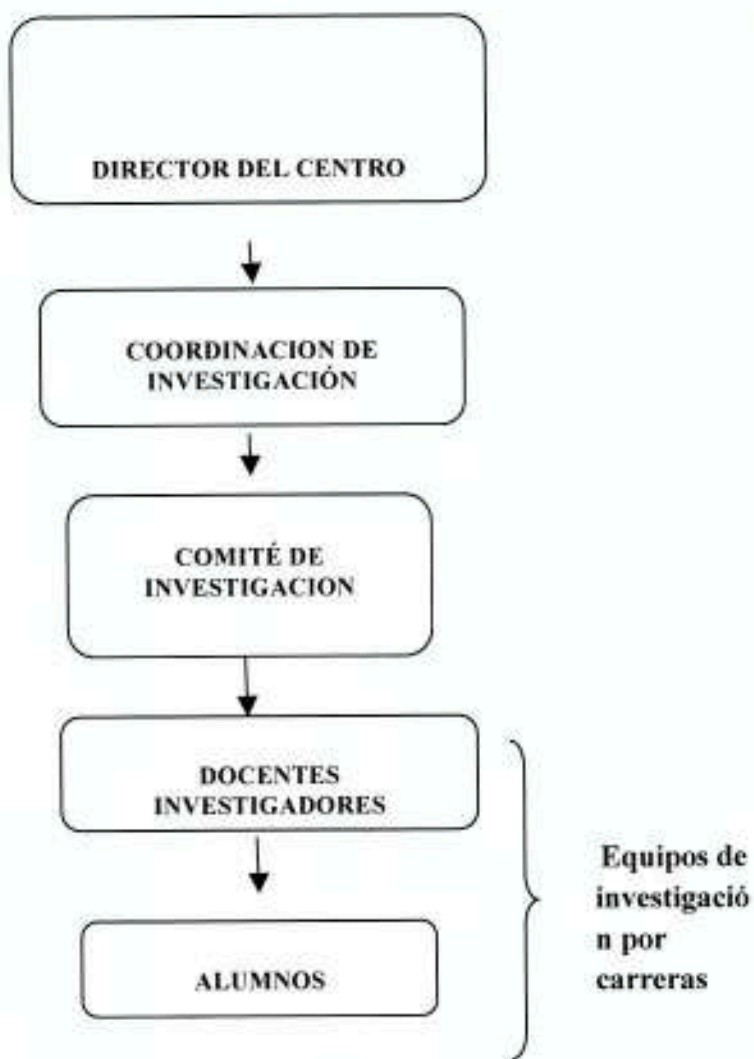 DIRECTOR DEL CENTRO
COORDINACION DE
INVESTIGACIÓN
COMITÉ DE
INVESTIGACION
DOCENTES
INVESTIGADORES
ALUMNOS
Equipos de
investigació
n por
carreras